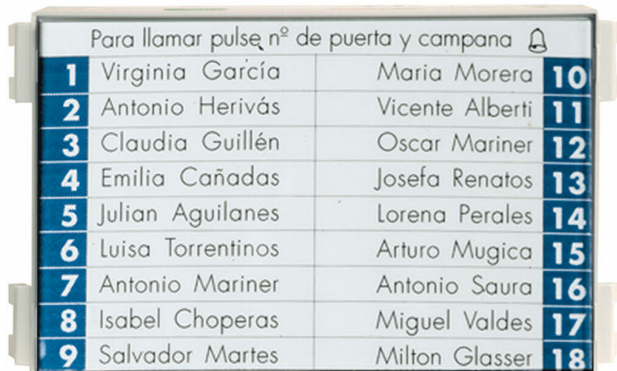 Para llamar pulse nº de puerta y campana
1 Virginia García Maria Morera 10
2 Antonio Herivás Vicente Alberti 11
3 Claudia Guillén Oscar Mariner 12
4 Emilia Cañadas Josefa Renatos 13
5 Julian Aguilanes Lorena Perales 14
6 Luisa Torrentinos Arturo Mugica 15
7 Antonio Mariner Antonio Saura 16
8 Isabel Choperas Miguel Valdes 17
9 Salvador Martes Milton Glasser 18